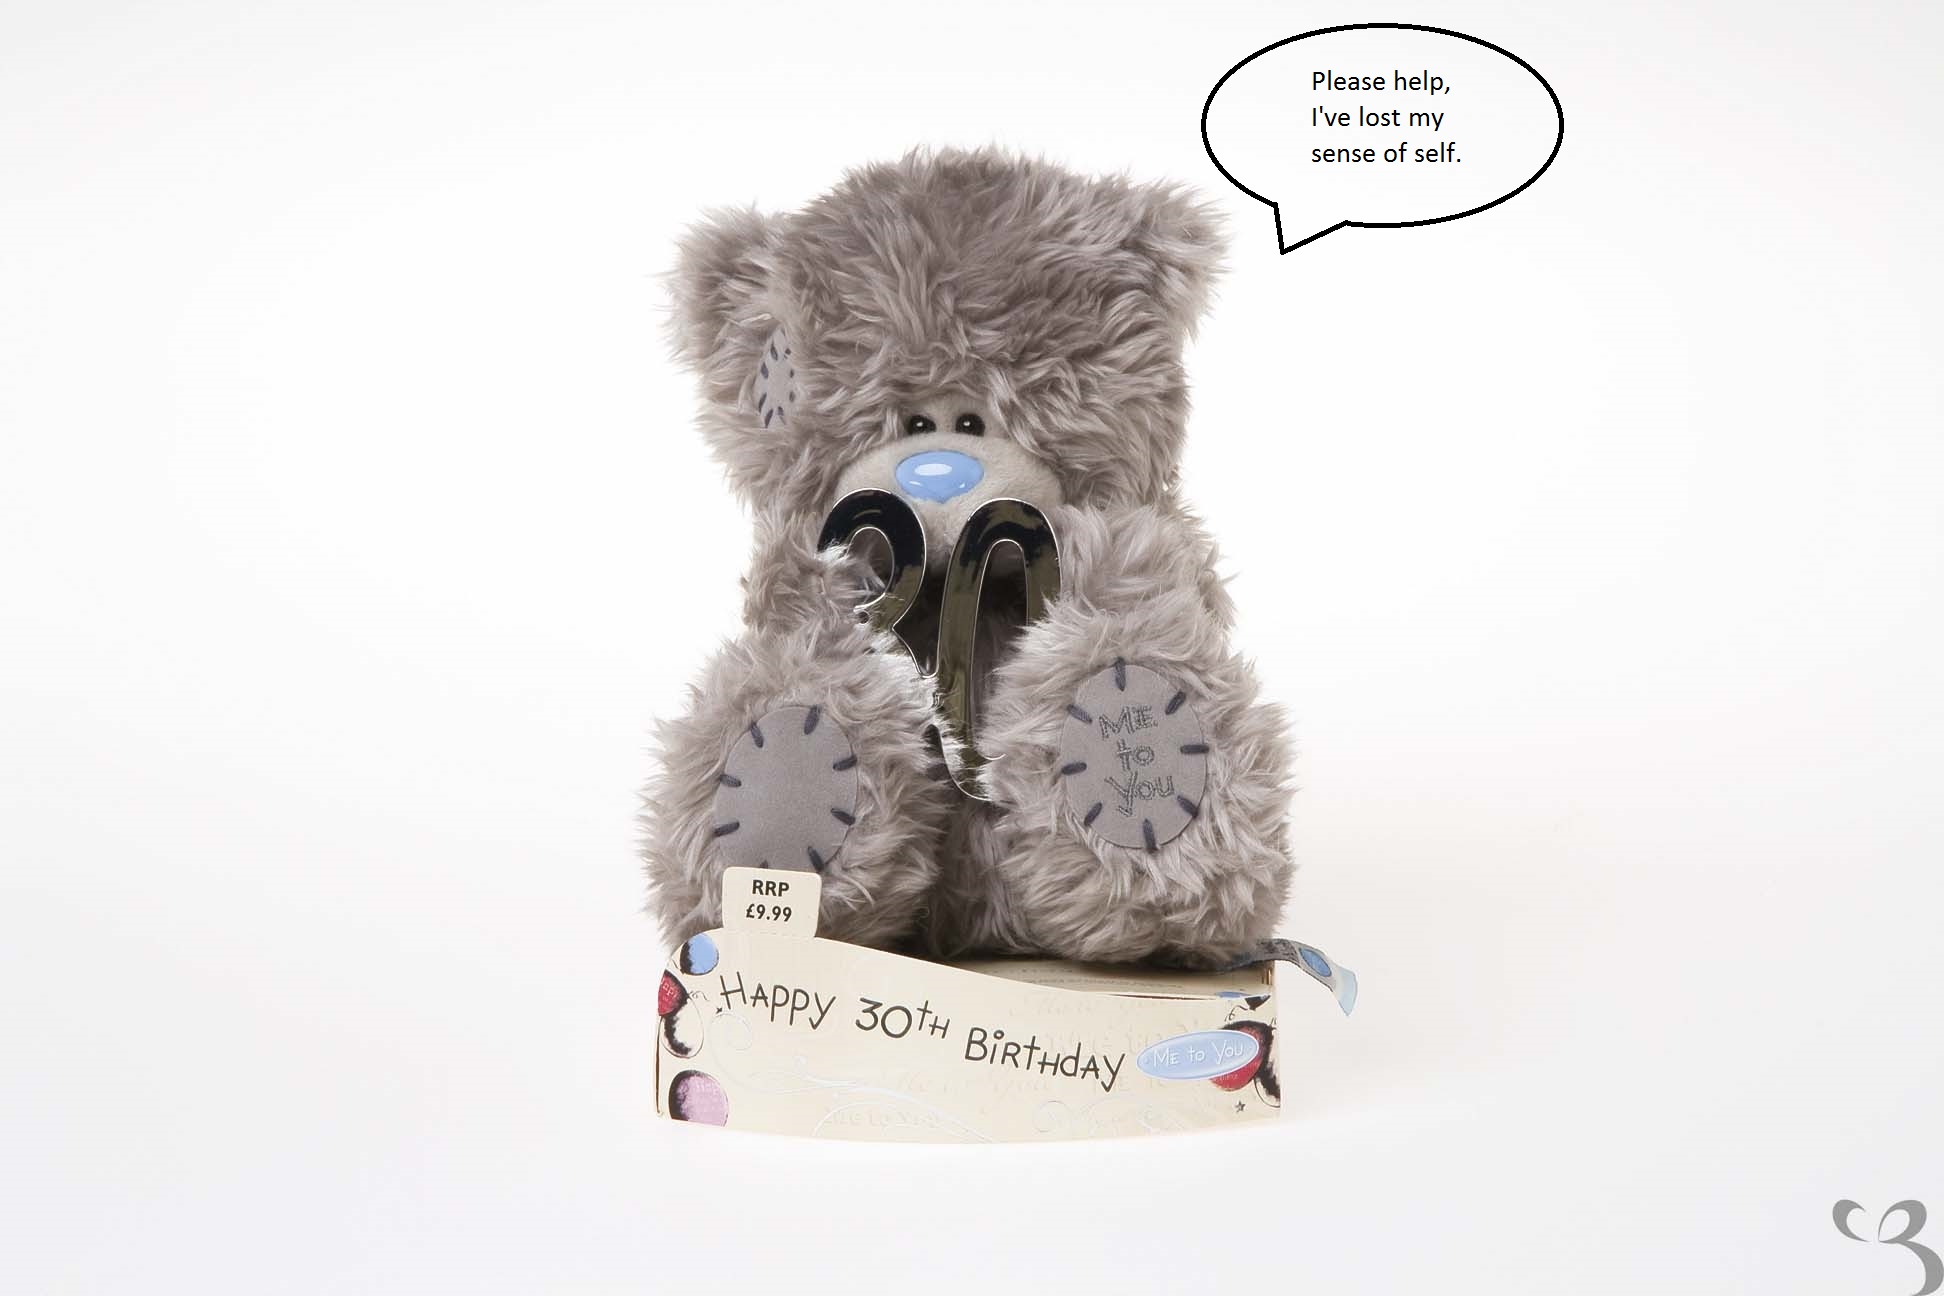 Please help,
I've lost my
sense of self.
30
ME
to
You
RRP
£9.99
HAPPY 30tH BiRtHdAY
ME to You